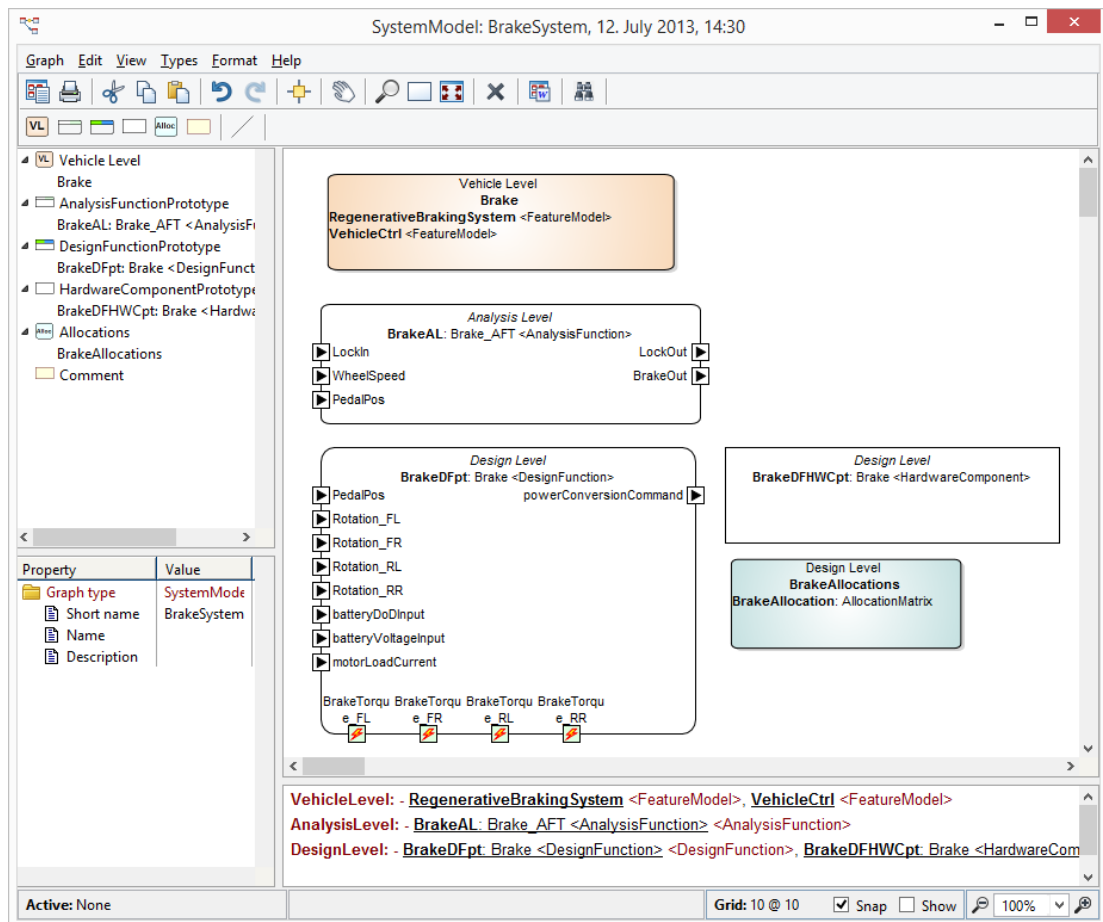 SystemModel: BrakeSystem, 12. July 2013, 14:30
Graph Edit View Types Format Help
VL Alloc
VL Vehicle Level
Brake
AnalysisFunctionPrototype
BrakeAL: Brake_AFT <AnalysisFu
DesignFunctionPrototype
BrakeDFpt: Brake <DesignFunct
HardwareComponentPrototype
BrakeDFHWCpt: Brake <Hardwa
Alloc Allocations
BrakeAllocations
Comment
Property Value
Graph type SystemMode
Short name BrakeSystem
Name
Description
Vehicle Level
Brake
RegenerativeBrakingSystem <FeatureModel>
VehicleCtrl <FeatureModel>
Analysis Level
BrakeAL: Brake_AFT <AnalysisFunction>
LockIn LockOut
WheelSpeed BrakeOut
PedalPos
Design Level
BrakeDFpt: Brake <DesignFunction>
PedalPos powerConversionCommand
Rotation_FL
Rotation_FR
Rotation_RL
Rotation_RR
batteryDoDInput
batteryVoltageInput
motorLoadCurrent
BrakeTorqu BrakeTorqu BrakeTorqu BrakeTorqu
e_FL e_FR e_RL e_RR
Design Level
BrakeDFHWCpt: Brake <HardwareComponent>
Design Level
BrakeAllocations
BrakeAllocation: AllocationMatrix
VehicleLevel: - RegenerativeBrakingSystem <FeatureModel>, VehicleCtrl <FeatureModel>
AnalysisLevel: - BrakeAL: Brake_AFT <AnalysisFunction> <AnalysisFunction>
DesignLevel: - BrakeDFpt: Brake <DesignFunction> <DesignFunction>, BrakeDFHWCpt: Brake <HardwareCom
Active: None
Grid: 10 @ 10 Snap Show 100%